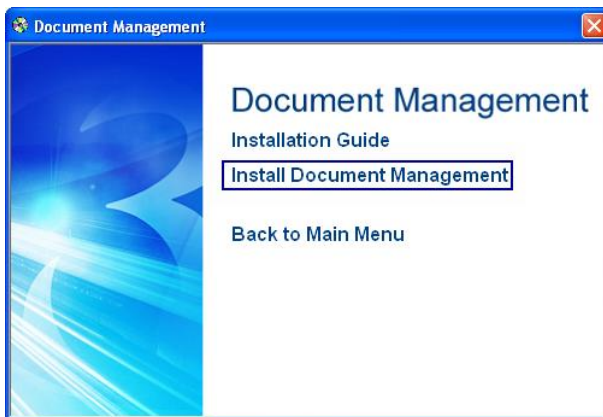 Document Management
Document Management
Installation Guide
Install Document Management
Back to Main Menu